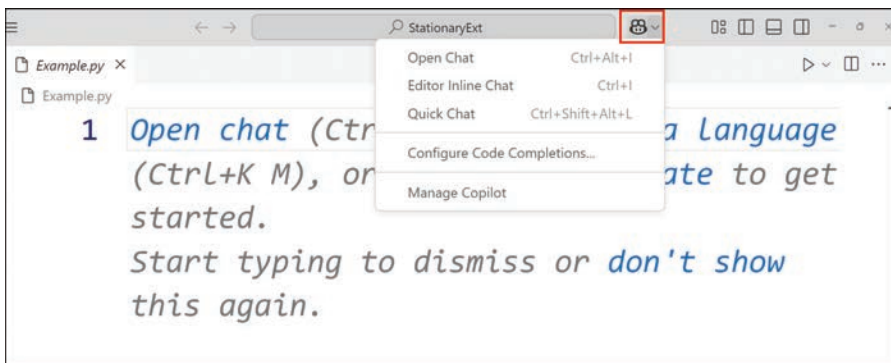 StationaryExt
Example.py
Example.py
Open Chat Ctrl+Alt+I
Editor Inline Chat Ctrl+I
Quick Chat Ctrl+Shift+Alt+L
Configure Code Completions...
Manage Copilot
1 Open chat (Ctr a language
(Ctrl+K M), or ate to get
started.
Start typing to dismiss or don't show
this again.